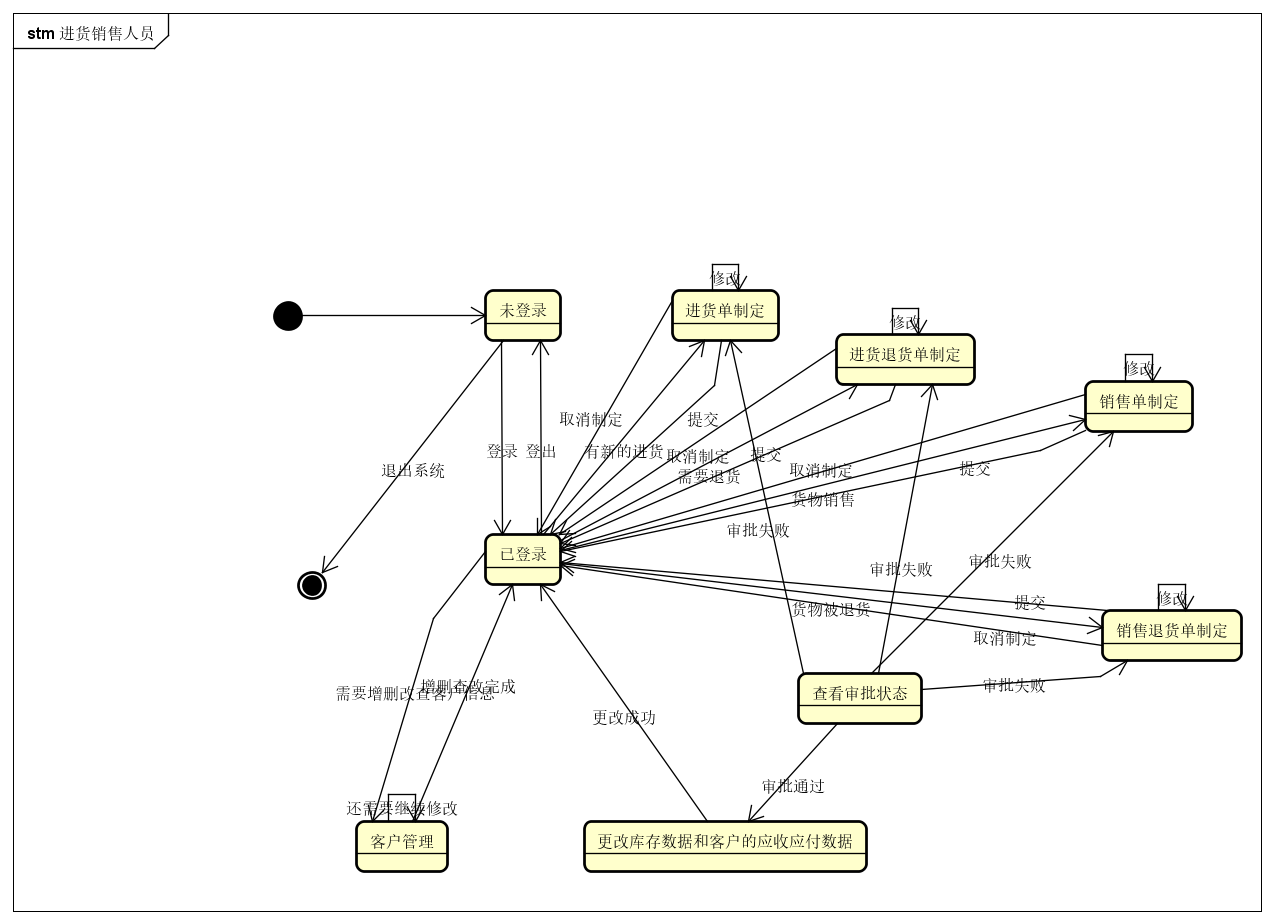 stm 进货销售人员
修改
未登录
进货单制定
修改
进货退货单制定
修改
销售单制定
取消制定
提交
登录
登出
有新的进货
取消制定
提交
退出系统
需要退货
取消制定
提交
货物销售
审批失败
已登录
审批失败
审批失败
修改
提交
货物被退货
销售退货单制定
取消制定
需要增删改查客户信息
增删查改完成
查看审批状态
审批失败
更改成功
审批通过
还需要继续修改
客户管理
更改库存数据和客户的应收应付数据